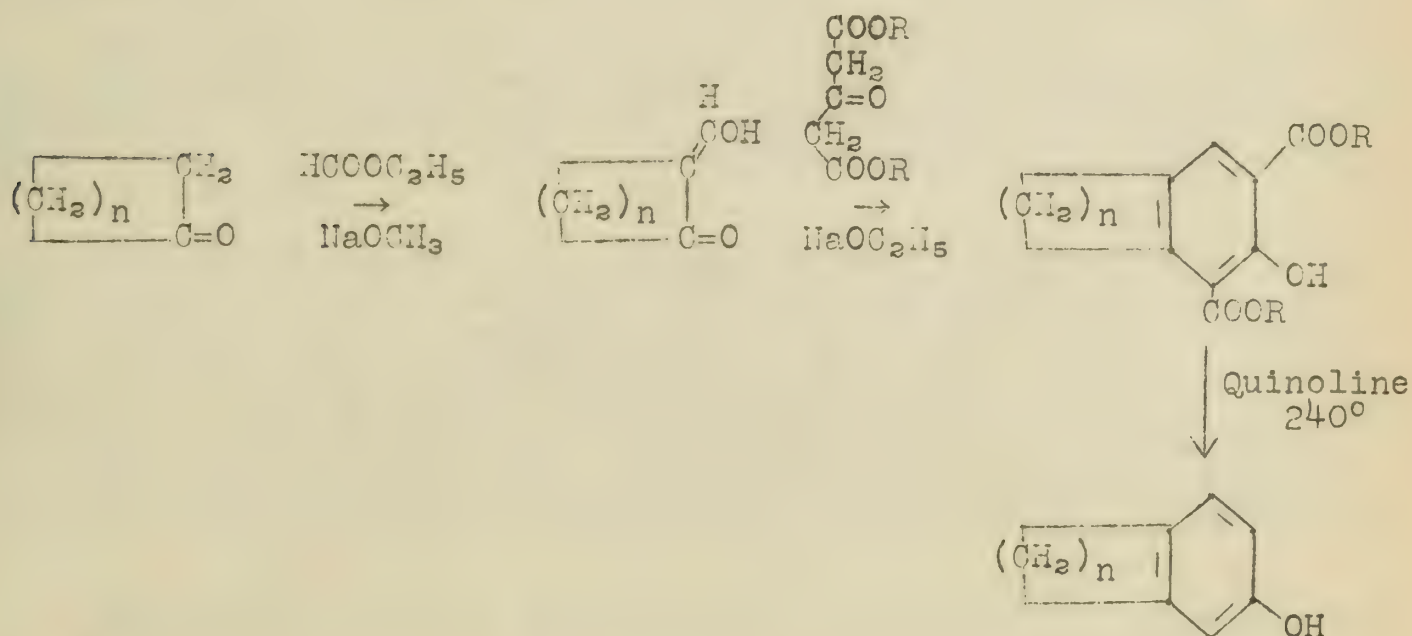 COOR
CH₂
C=O
CH₂
COOR
H
COH
CH₂
(CH₂)n
C=O
HCOOC₂H₅
→
NaOCH₃
C
(CH₂)n
C=O
→
NaOC₂H₅
COOR
(CH₂)n
OH
COOR
Quinoline
240°
(CH₂)n
OH